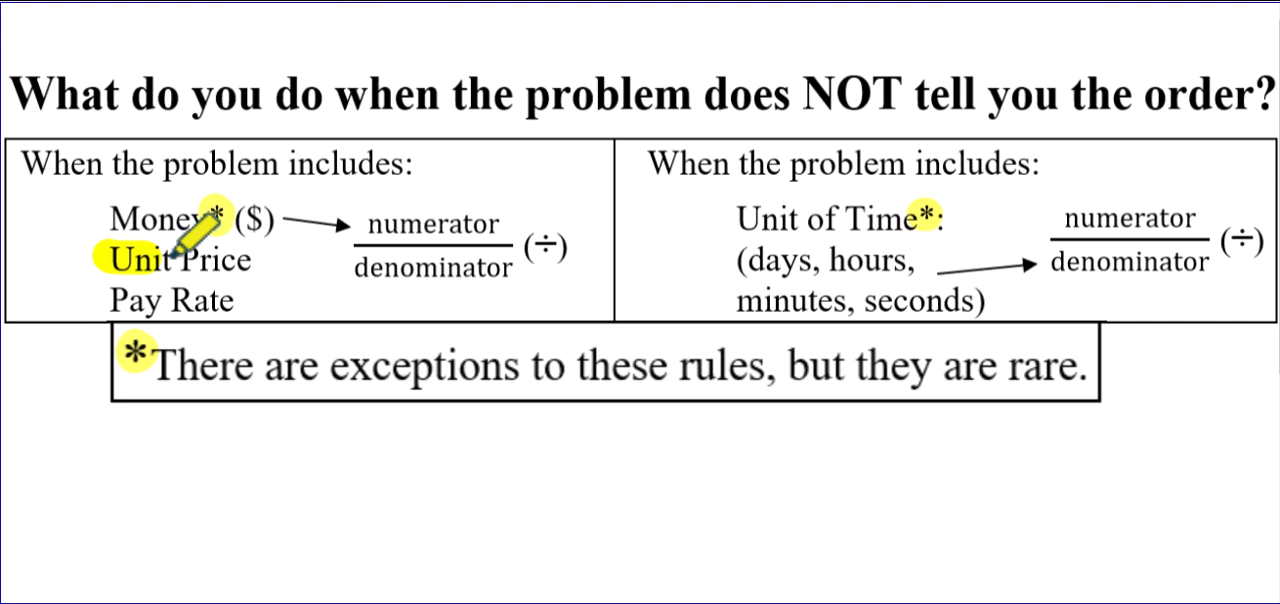 What do you do when the problem does NOT tell you the order?
When the problem includes:
Money* ($)
Unit Price
Pay Rate
numerator
denominator
(÷)
When the problem includes:
Unit of Time*:
(days, hours,
minutes, seconds)
numerator
denominator
(÷)
*There are exceptions to these rules, but they are rare.